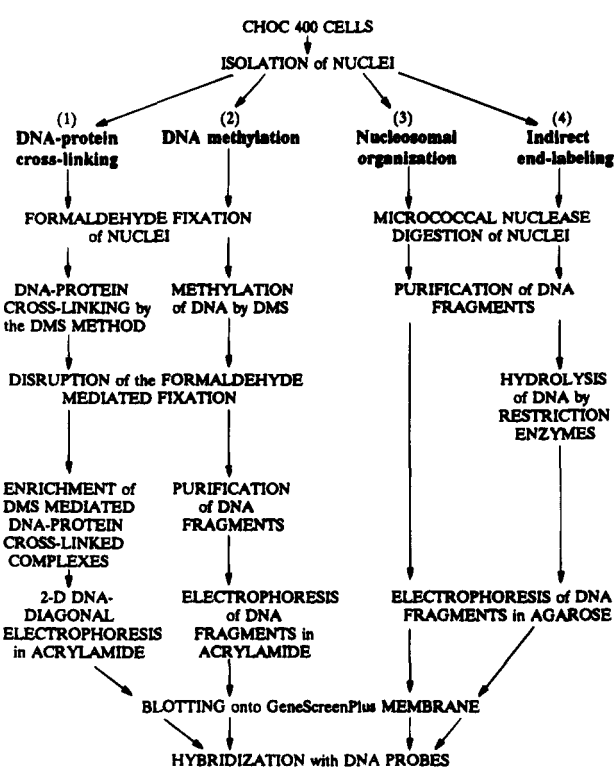 CHOC 400 CELLS
ISOLATION of NUCLEI
(1)
DNA-protein
cross-linking
(2)
DNA methylation
(3)
Nucleosomal
organization
(4)
Indirect
end-labeling
FORMALDEHYDE FIXATION
of NUCLEI
MICROCOCCAL NUCLEASE
DIGESTION of NUCLEI
DNA-PROTEIN
CROSS-LINKING by
the DMS METHOD
METHYLATION
of DNA by DMS
PURIFICATION of DNA
FRAGMENTS
DISRUPTION of the FORMALDEHYDE
MEDIATED FIXATION
HYDROLYSIS
of DNA by
RESTRICTION
ENZYMES
ENRICHMENT of
DMS MEDIATED
DNA-PROTEIN
CROSS-LINKED
COMPLEXES
PURIFICATION
of DNA
FRAGMENTS
2-D DNA-
DIAGONAL
ELECTROPHORESIS
in ACRYLAMIDE
ELECTROPHORESIS
of DNA
FRAGMENTS in
ACRYLAMIDE
ELECTROPHORESIS of DNA
FRAGMENTS in AGAROSE
BLOTTING onto GeneScreenPlus MEMBRANE
HYBRIDIZATION with DNA PROBES